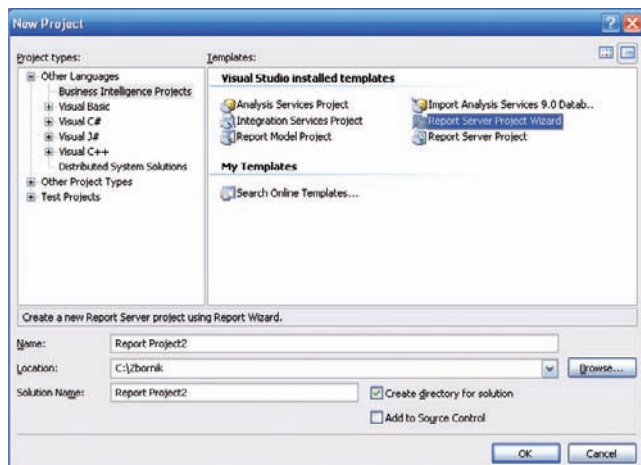 New Project
Project types:
Templates:
Other Languages
Business Intelligence Projects
Visual Basic
Visual C#
Visual J#
Visual C++
Distributed System Solutions
Other Project Types
Test Projects
Visual Studio installed templates
Analysis Services Project
Integration Services Project
Report Model Project
Import Analysis Services 9.0 Datab...
Report Server Project Wizard
Report Server Project
My Templates
Search Online Templates...
Create a new Report Server project using Report Wizard.
Name: Report Project2
Location: C:\Zbornik Browse...
Solution Name: Report Project2 Create directory for solution
Add to Source Control
OK Cancel